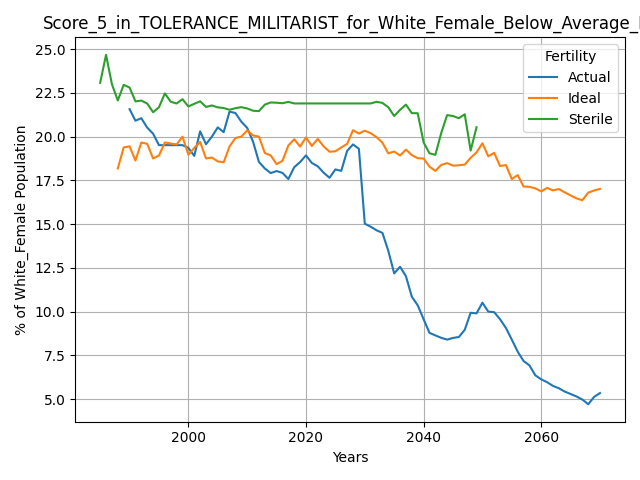 Score_5_in_TOLERANCE_MILITARIST_for_White_Female_Below_Average_
Fertility
Actual
Ideal
Sterile
% of White_Female Population
25.0
22.5
20.0
17.5
15.0
12.5
10.0
7.5
5.0
2000
2020
2040
2060
Years